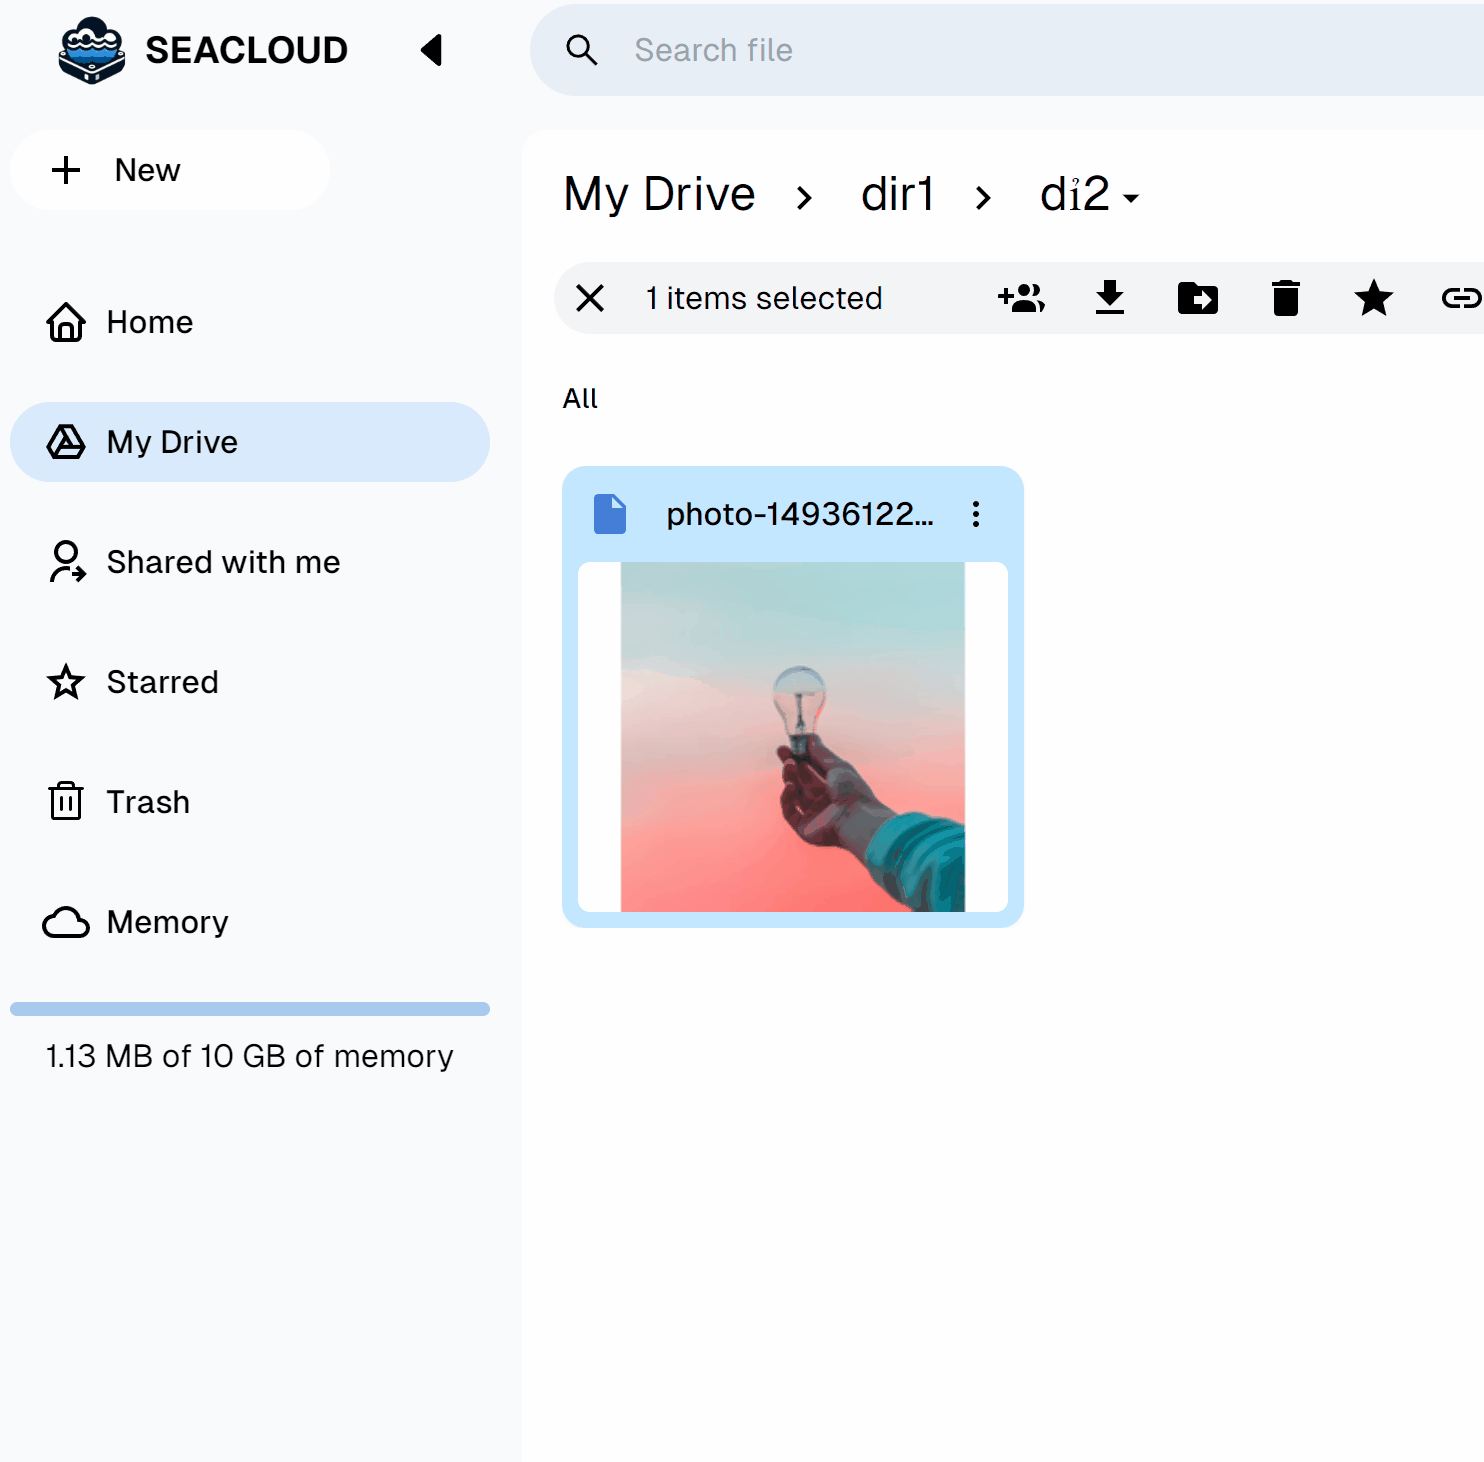 SEACLOUD
Search file
New
My Drive
dir1
dỉ2
Home
1 items selected
All
My Drive
photo-14936122...
Shared with me
Starred
Trash
Memory
1.13 MB of 10 GB of memory